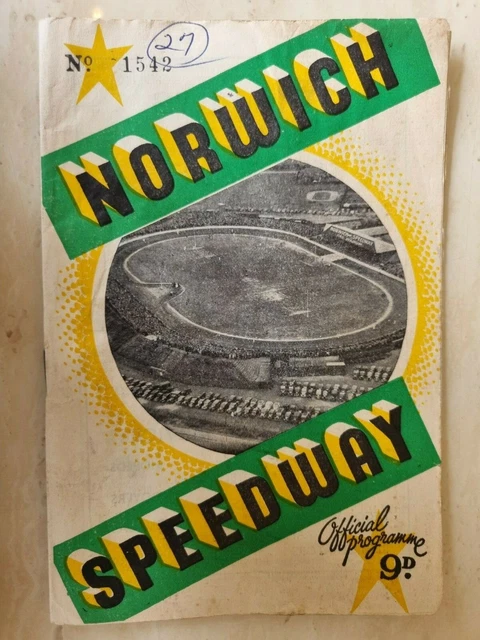 Nº 1542
27
NORWICH
SPEEDWAY
Official
programme
9D.